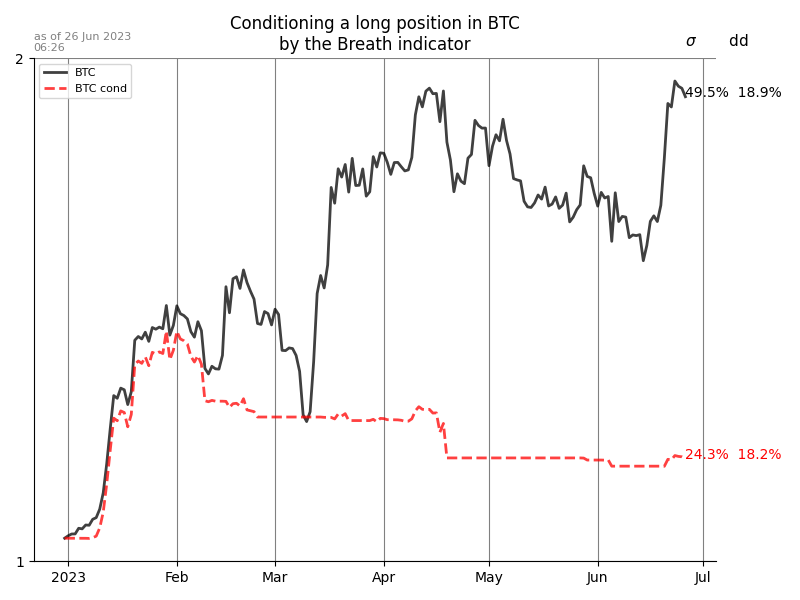 Conditioning a long position in BTC
by the Breath indicator
as of 26 Jun 2023
06:26
σ dd
BTC
BTC cond
2
49.5% 18.9%
24.3% 18.2%
1
2023 Feb Mar Apr May Jun Jul